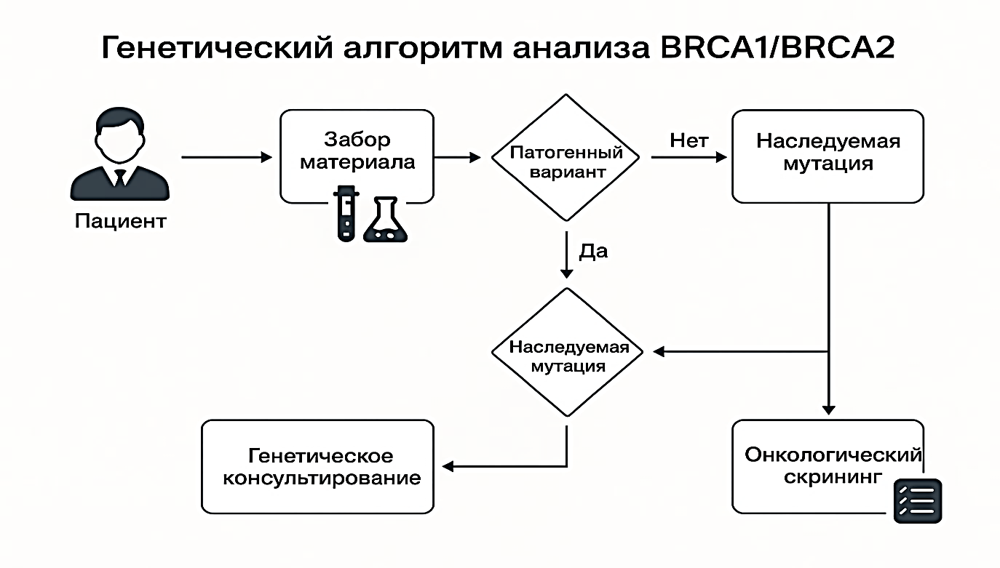 Генетический алгоритм анализа BRCA1/BRCA2
Пациент
Забор
материала
Патогенный
вариант
Нет
Наследуемая
мутация
Да
Наследуемая
мутация
Генетическое
консультирование
Онкологический
скрининг